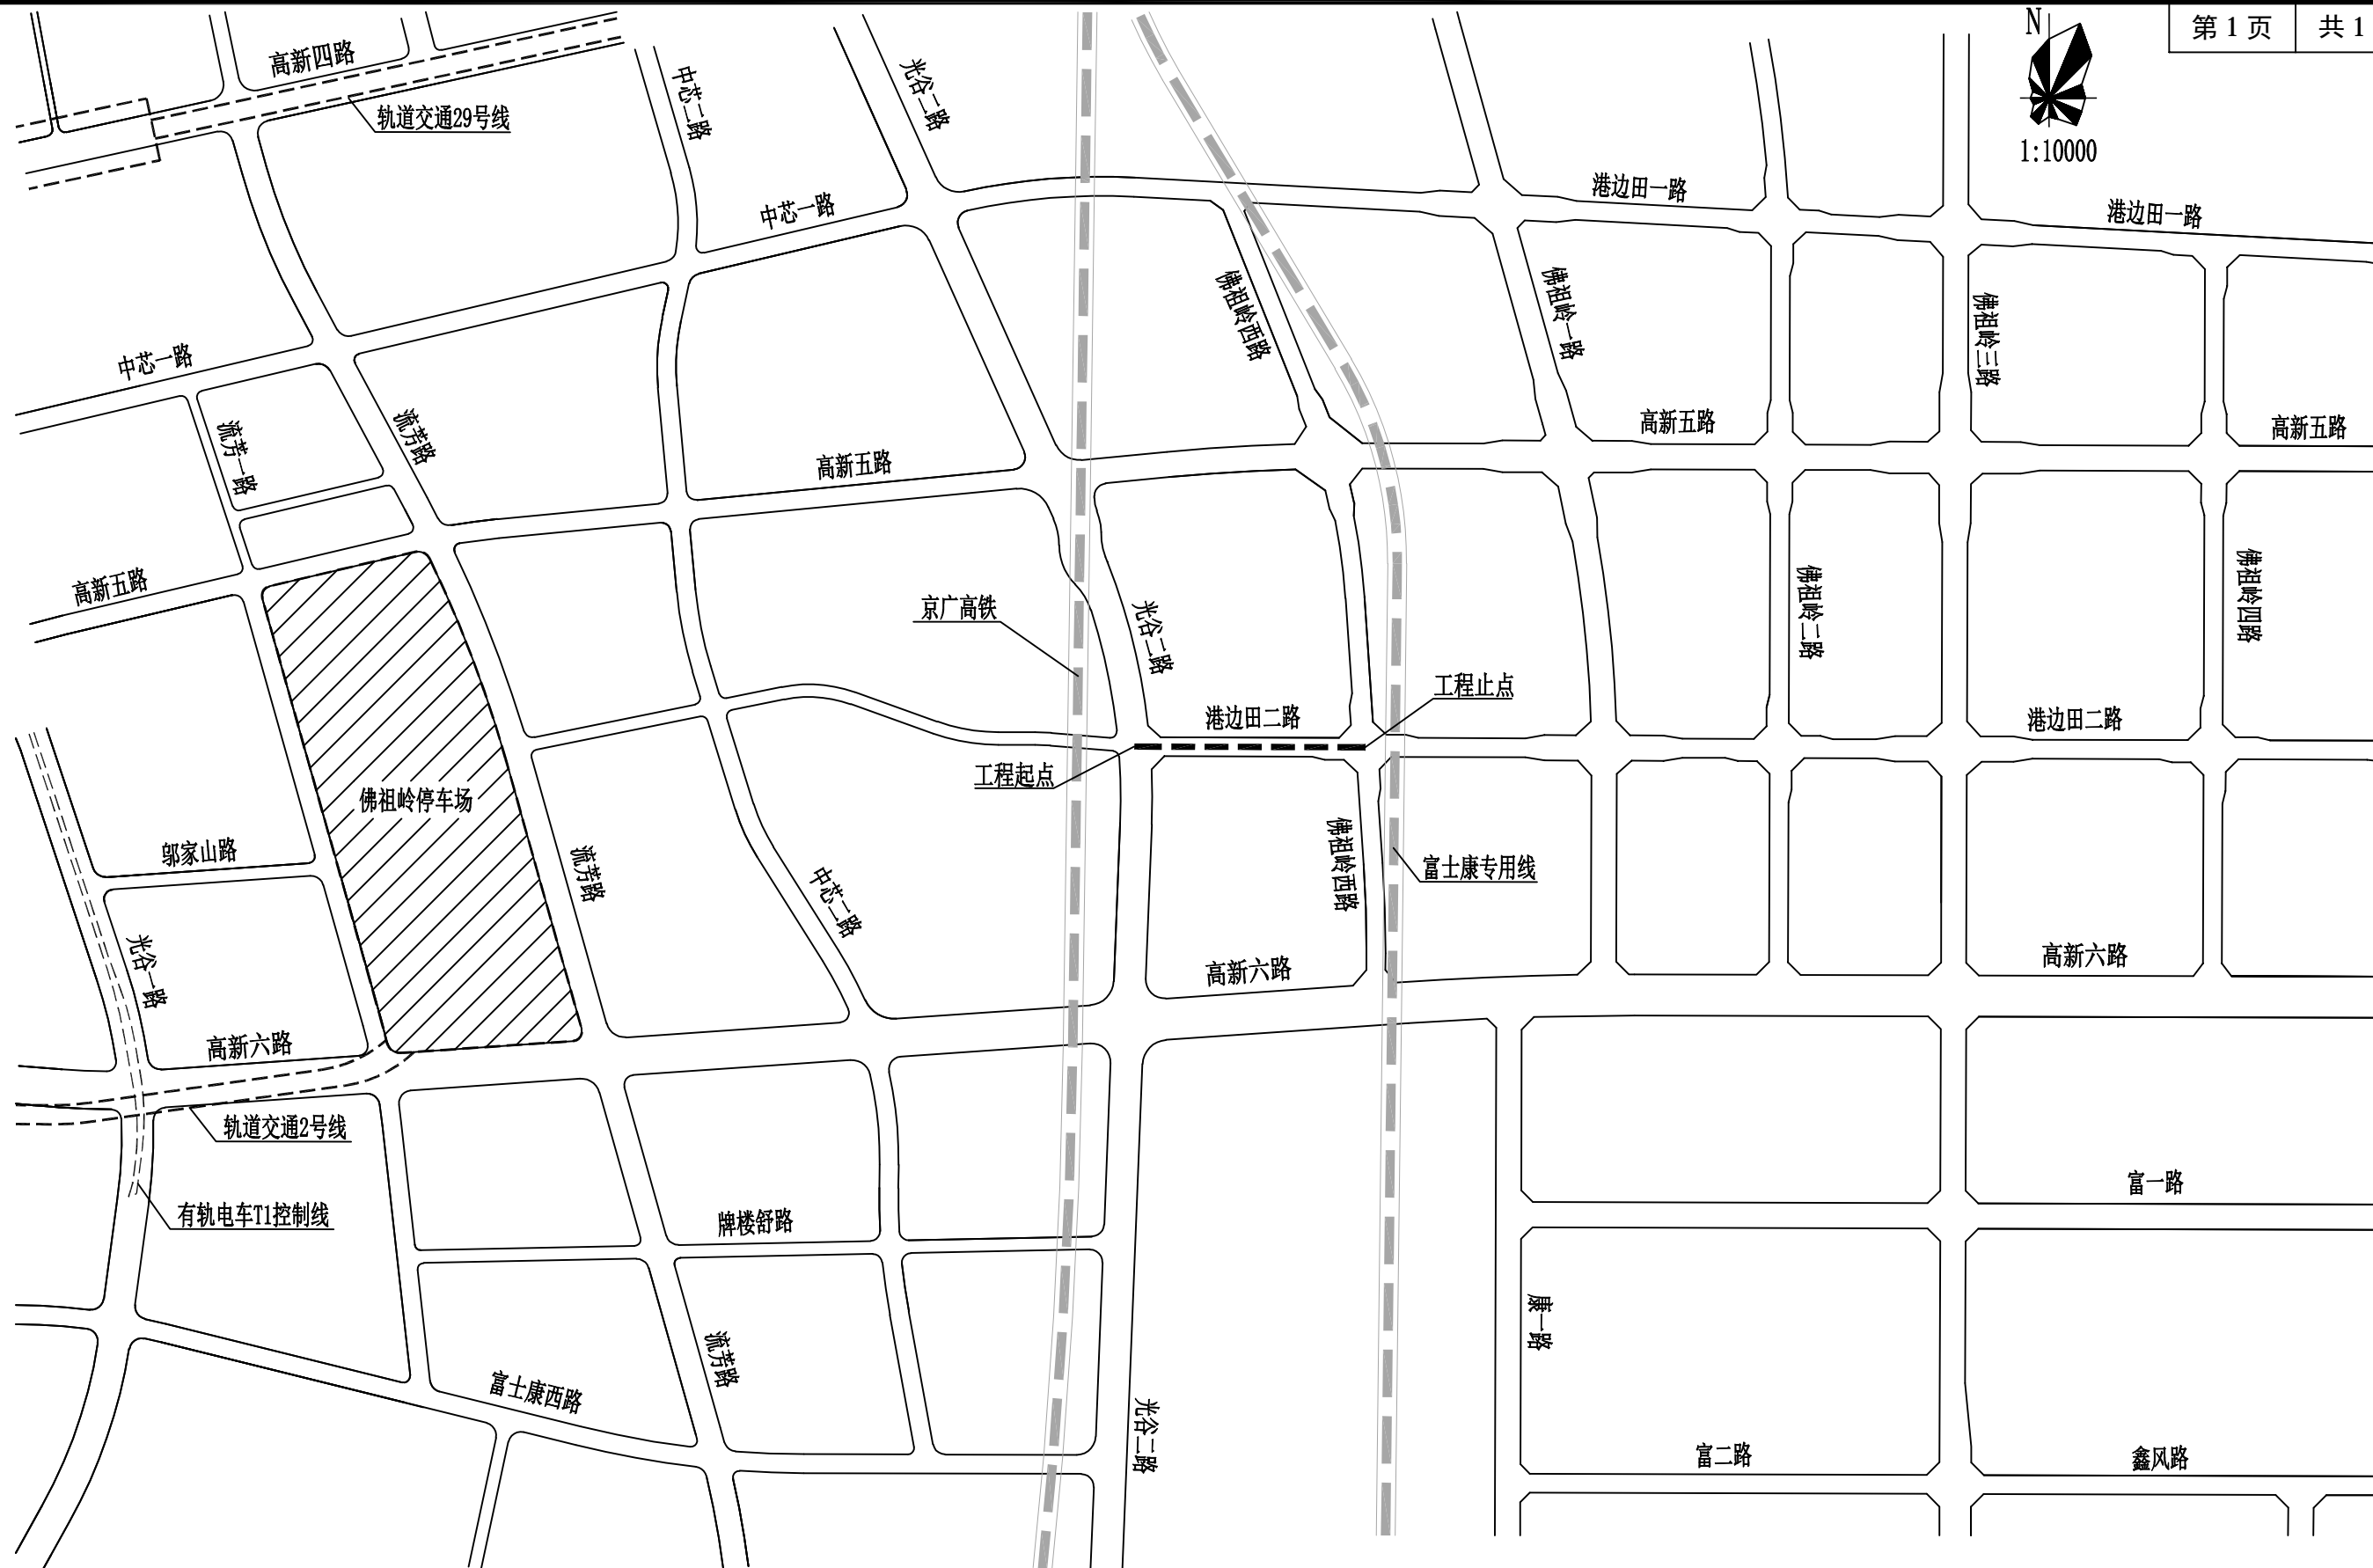 N
第 1 页
共 1
高新四路
轨道交通29号线
中芯二路
光谷二路
1:10000
中芯一路
港边田一路
港边田一路
佛祖岭西路
佛祖岭一路
佛祖岭三路
中芯一路
流芳一路
流芳路
高新五路
高新五路
高新五路
高新五路
京广高铁
光谷二路
佛祖岭二路
佛祖岭四路
工程止点
港边田二路
港边田二路
工程起点
佛祖岭停车场
邬家山路
流芳路
中芯二路
佛祖岭西路
富士康专用线
光谷一路
高新六路
高新六路
高新六路
轨道交通2号线
有轨电车T1控制线
牌楼舒路
富一路
康一路
流芳路
富士康西路
光谷二路
富二路
鑫风路